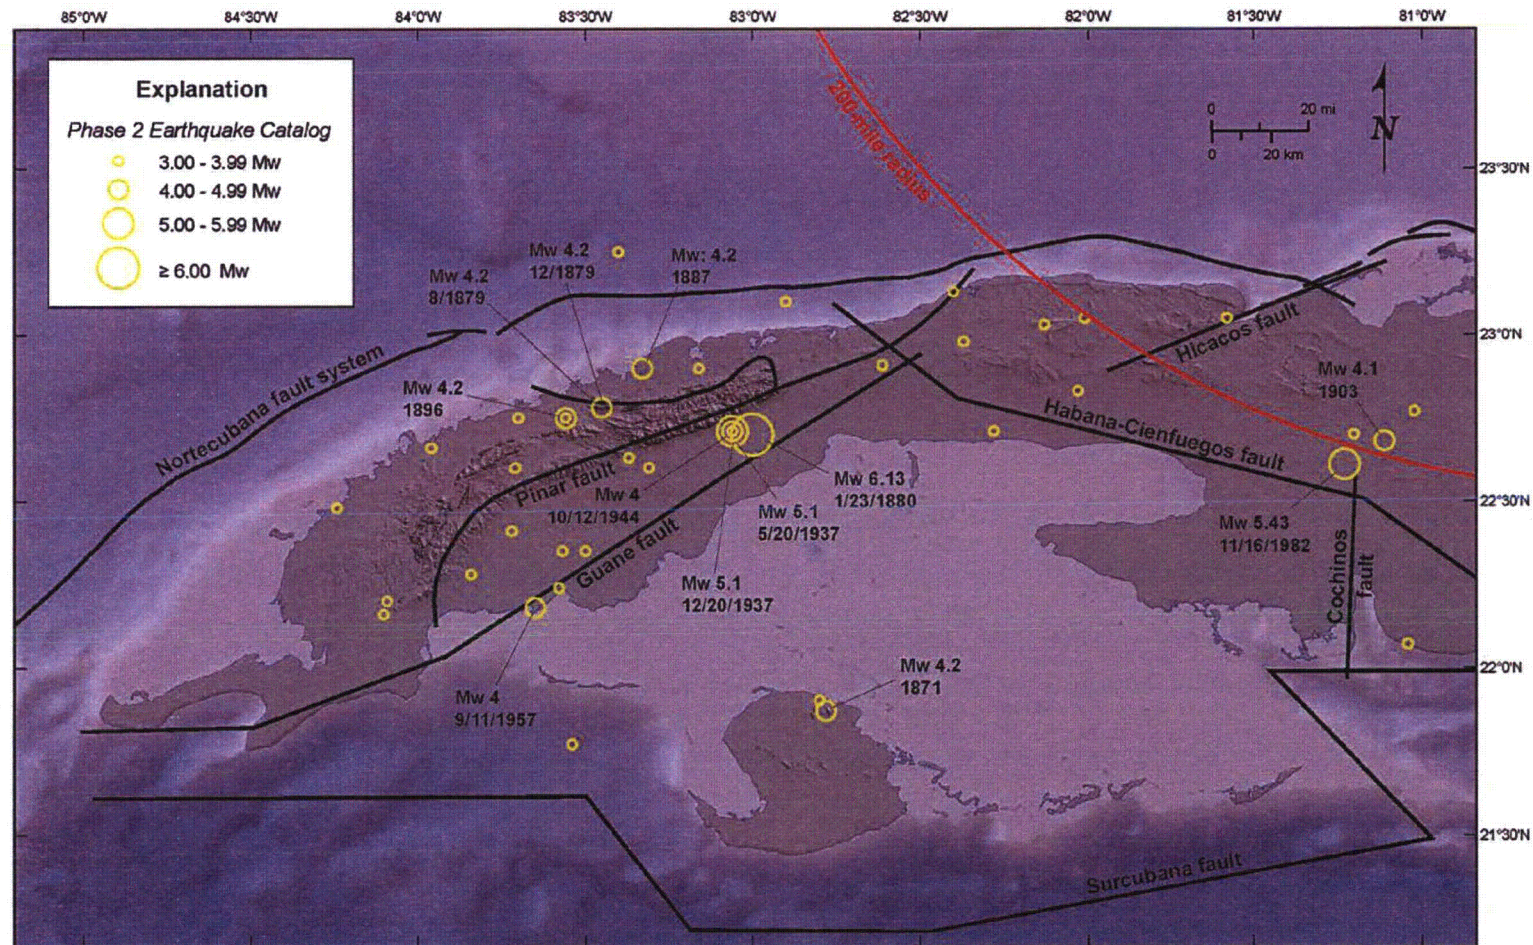 85°0'W 84°30'W 84°0'W 83°30'W 83°0'W 82°30'W 82°0'W 81°30'W 81°0'W
Explanation
Phase 2 Earthquake Catalog
3.00 - 3.99 Mw
4.00 - 4.99 Mw
5.00 - 5.99 Mw
≥ 6.00 Mw
200-mile radius
0 20 mi
0 20 km
N
23°30'N
23°0'N
22°30'N
22°0'N
21°30'N
Mw 4.2
12/1879
Mw: 4.2
1887
Mw 4.2
8/1879
Nortecubana fault system
Mw 4.2
1896
Hicacos fault
Mw 4.1
1903
Habana-Cienfuegos fault
Pinar fault
Mw 4
10/12/1944
Guane fault
Mw 6.13
1/23/1880
Mw 5.1
5/20/1937
Mw 5.43
11/16/1982
Mw 5.1
12/20/1937
Cochinos
fault
Mw 4
9/11/1957
Mw 4.2
1871
Surcubana fault